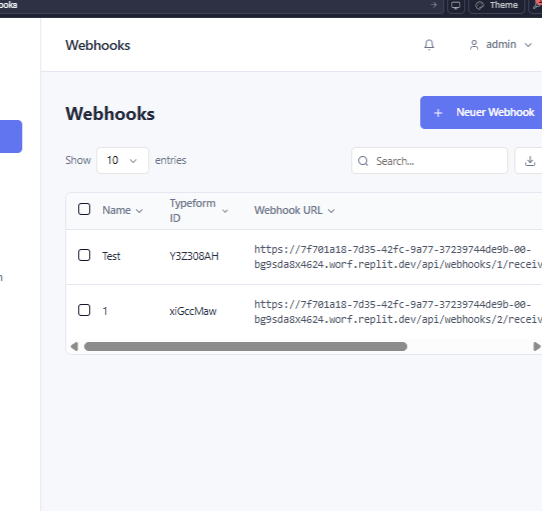 ooks
Theme
Webhooks
admin
Webhooks
+ Neuer Webhook
Show 10 entries
Search...
Name
Typeform ID
Webhook URL
Test
Y3Z308AH
https://7f701a18-7d35-42fc-9a77-37239744de9b-00-
bg9sda8x4624.worf.replit.dev/api/webhooks/1/receiv
1
xiGccMaw
https://7f701a18-7d35-42fc-9a77-37239744de9b-00-
bg9sda8x4624.worf.replit.dev/api/webhooks/2/receiv